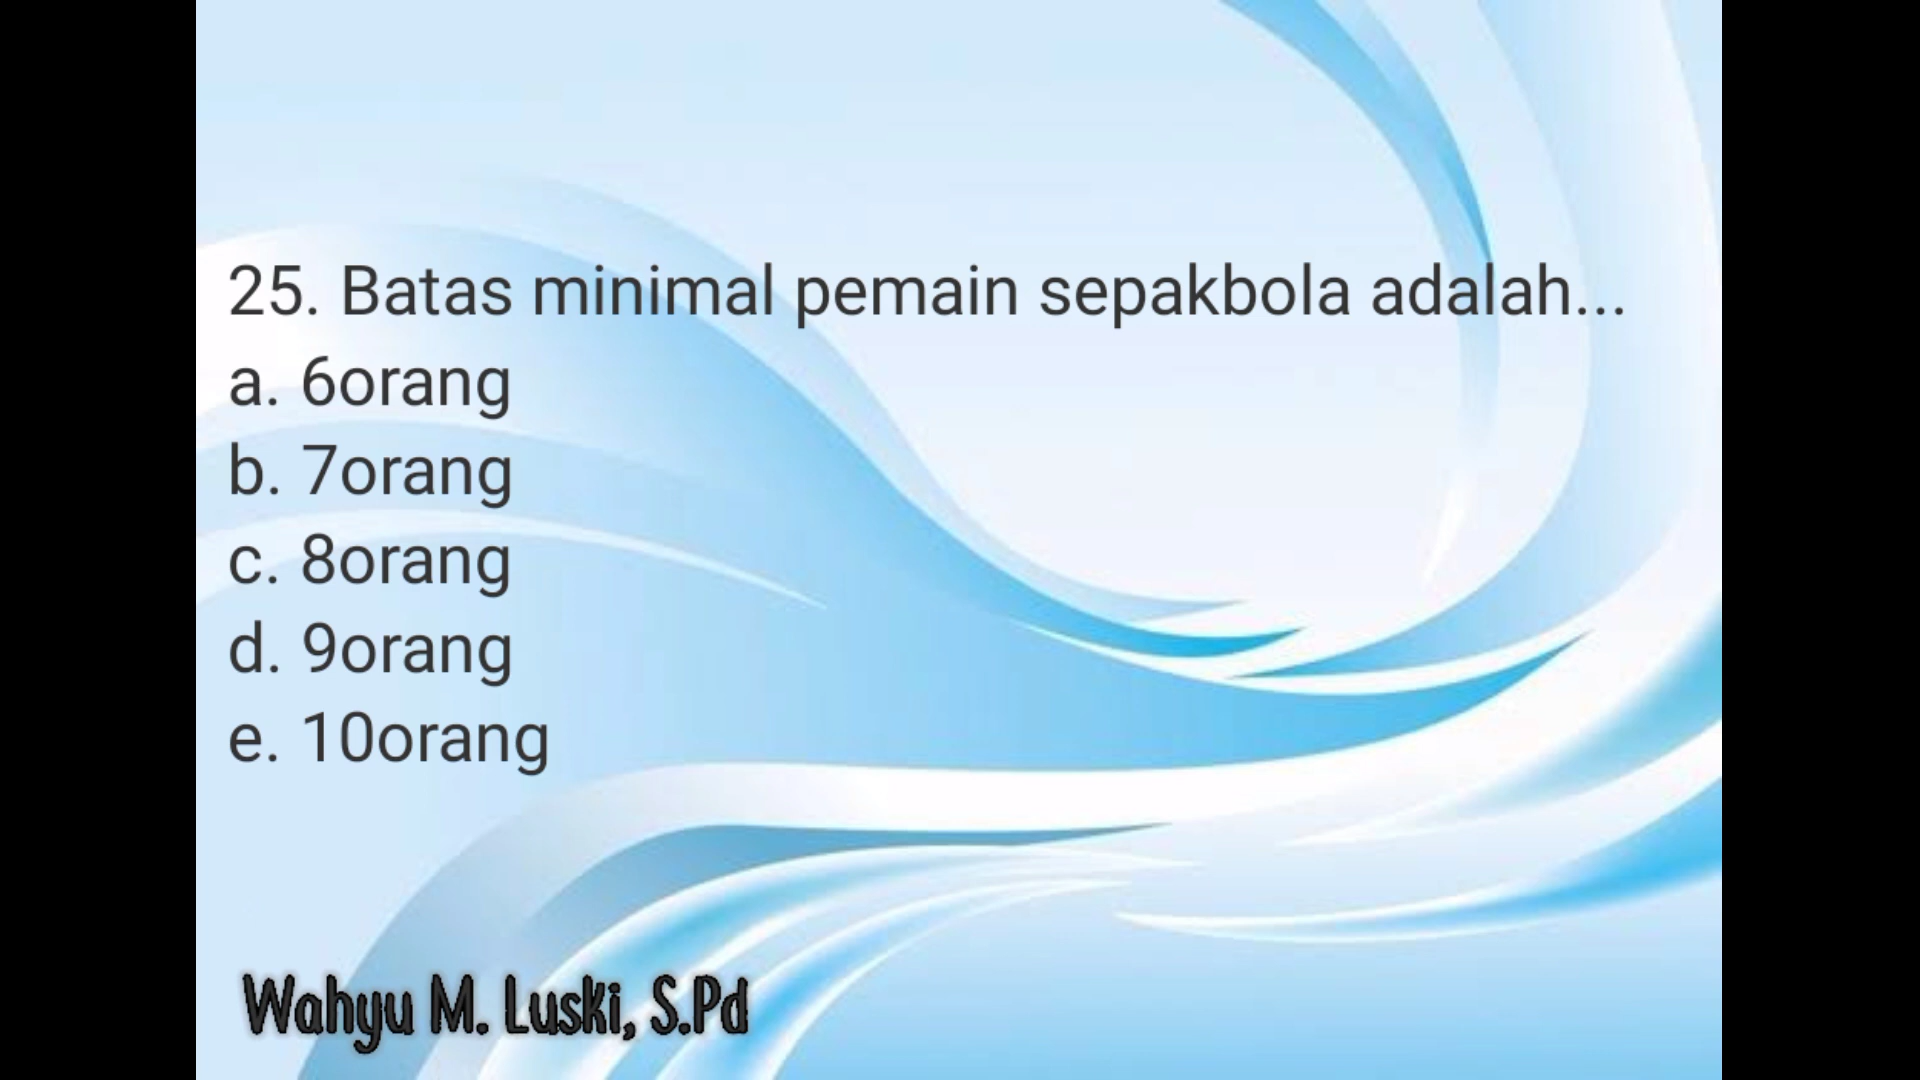 25. Batas minimal pemain sepakbola adalah...
a. 6orang
b. 7orang
c. 8orang
d. 9orang
e. 10orang
Wahyu M. Luski, S.Pd